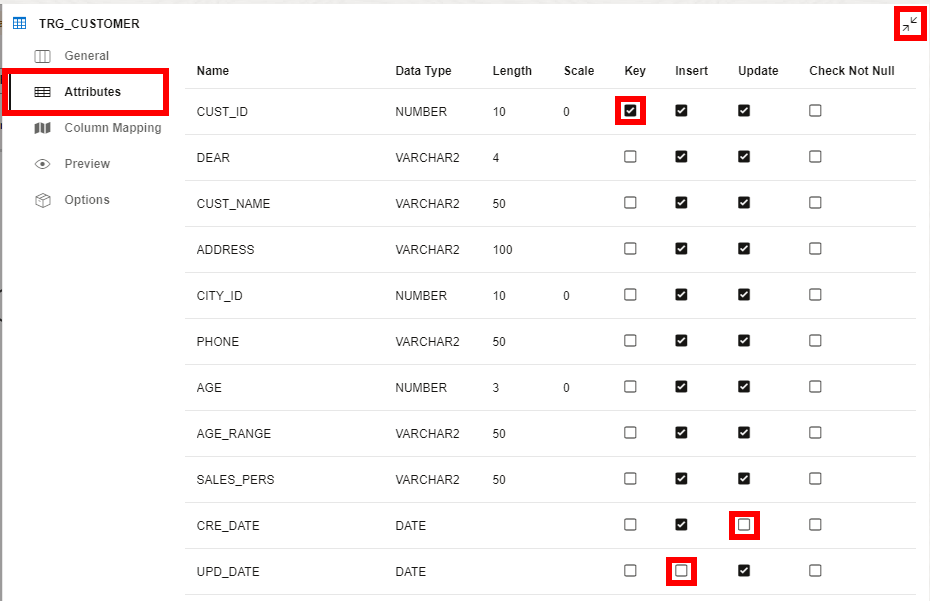 TRG_CUSTOMER
General
Attributes
Column Mapping
Preview
Options
Name Data Type Length Scale Key Insert Update Check Not Null
CUST_ID NUMBER 10 0
DEAR VARCHAR2 4
CUST_NAME VARCHAR2 50
ADDRESS VARCHAR2 100
CITY_ID NUMBER 10 0
PHONE VARCHAR2 50
AGE NUMBER 3 0
AGE_RANGE VARCHAR2 50
SALES_PERS VARCHAR2 50
CRE_DATE DATE
UPD_DATE DATE